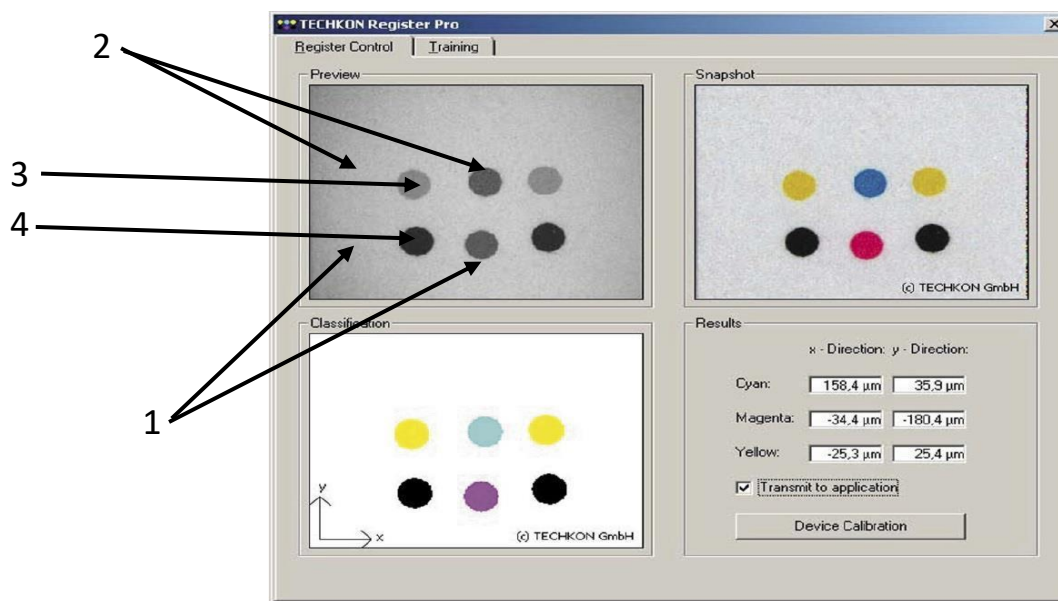 TECHKON Register Pro
Register Control Training
2
3
4
1
Preview
Snapshot
(c) TECHKON GmbH
Classification
y
x
(c) TECHKON GmbH
Results
x - Direction: y - Direction:
Cyan: 158,4 µm 35,9 µm
Magenta: -34,4 µm -180,4 µm
Yellow: -25,3 µm 25,4 µm
Transmit to application
Device Calibration